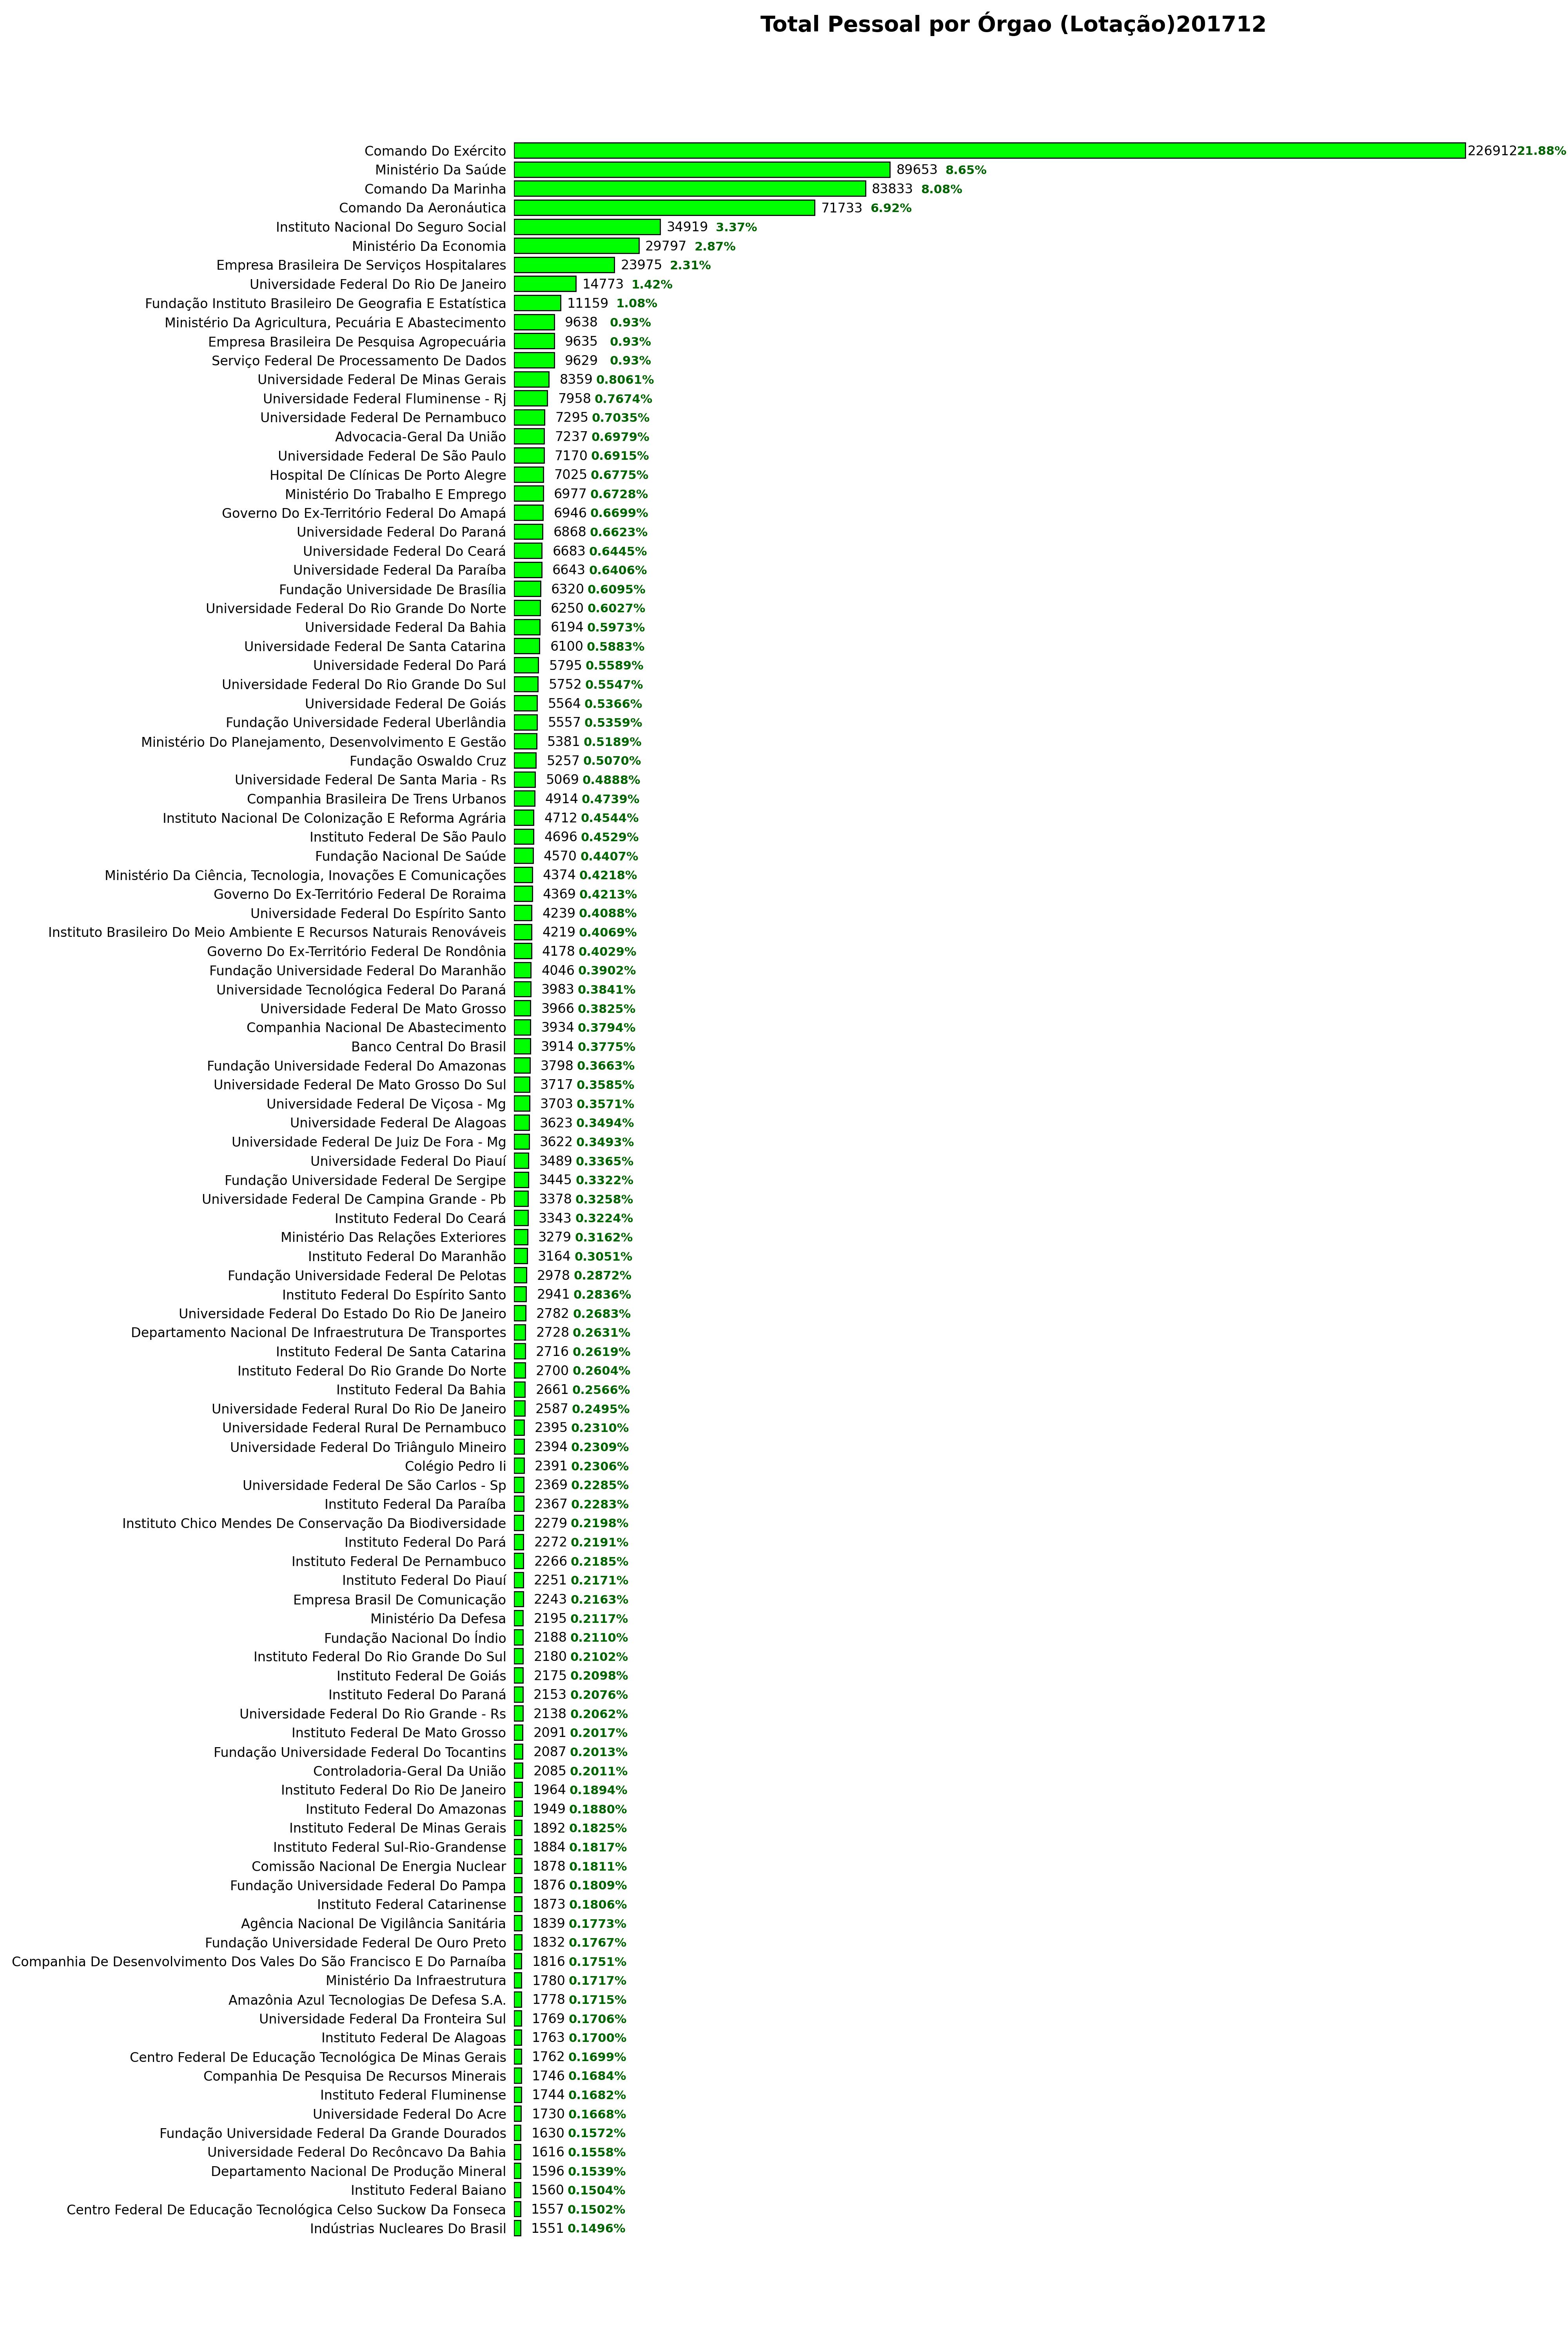 Total Pessoal por Órgao (Lotação)201712
Comando Do Exército 226912 21.88%
Ministério Da Saúde 89653 8.65%
Comando Da Marinha 83833 8.08%
Comando Da Aeronáutica 71733 6.92%
Instituto Nacional Do Seguro Social 34919 3.37%
Ministério Da Economia 29797 2.87%
Empresa Brasileira De Serviços Hospitalares 23975 2.31%
Universidade Federal Do Rio De Janeiro 14773 1.42%
Fundação Instituto Brasileiro De Geografia E Estatística 11159 1.08%
Ministério Da Agricultura, Pecuária E Abastecimento 9638 0.93%
Empresa Brasileira De Pesquisa Agropecuária 9635 0.93%
Serviço Federal De Processamento De Dados 9629 0.93%
Universidade Federal De Minas Gerais 8359 0.8061%
Universidade Federal Fluminense - Rj 7958 0.7674%
Universidade Federal De Pernambuco 7295 0.7035%
Advocacia-Geral Da União 7237 0.6979%
Universidade Federal De São Paulo 7170 0.6915%
Hospital De Clínicas De Porto Alegre 7025 0.6775%
Ministério Do Trabalho E Emprego 6977 0.6728%
Governo Do Ex-Território Federal Do Amapá 6946 0.6699%
Universidade Federal Do Paraná 6868 0.6623%
Universidade Federal Do Ceará 6683 0.6445%
Universidade Federal Da Paraíba 6643 0.6406%
Fundação Universidade De Brasília 6320 0.6095%
Universidade Federal Do Rio Grande Do Norte 6250 0.6027%
Universidade Federal Da Bahia 6194 0.5973%
Universidade Federal De Santa Catarina 6100 0.5883%
Universidade Federal Do Pará 5795 0.5589%
Universidade Federal Do Rio Grande Do Sul 5752 0.5547%
Universidade Federal De Goiás 5564 0.5366%
Fundação Universidade Federal Uberlândia 5557 0.5359%
Ministério Do Planejamento, Desenvolvimento E Gestão 5381 0.5189%
Fundação Oswaldo Cruz 5257 0.5070%
Universidade Federal De Santa Maria - Rs 5069 0.4888%
Companhia Brasileira De Trens Urbanos 4914 0.4739%
Instituto Nacional De Colonização E Reforma Agrária 4712 0.4544%
Instituto Federal De São Paulo 4696 0.4529%
Fundação Nacional De Saúde 4570 0.4407%
Ministério Da Ciência, Tecnologia, Inovações E Comunicações 4374 0.4218%
Governo Do Ex-Território Federal De Roraima 4369 0.4213%
Universidade Federal Do Espírito Santo 4239 0.4088%
Instituto Brasileiro Do Meio Ambiente E Recursos Naturais Renováveis 4219 0.4069%
Governo Do Ex-Território Federal De Rondônia 4178 0.4029%
Fundação Universidade Federal Do Maranhão 4046 0.3902%
Universidade Tecnológica Federal Do Paraná 3983 0.3841%
Universidade Federal De Mato Grosso 3966 0.3825%
Companhia Nacional De Abastecimento 3934 0.3794%
Banco Central Do Brasil 3914 0.3775%
Fundação Universidade Federal Do Amazonas 3798 0.3663%
Universidade Federal De Mato Grosso Do Sul 3717 0.3585%
Universidade Federal De Viçosa - Mg 3703 0.3571%
Universidade Federal De Alagoas 3623 0.3494%
Universidade Federal De Juiz De Fora - Mg 3622 0.3493%
Universidade Federal Do Piauí 3489 0.3365%
Fundação Universidade Federal De Sergipe 3445 0.3322%
Universidade Federal De Campina Grande - Pb 3378 0.3258%
Instituto Federal Do Ceará 3343 0.3224%
Ministério Das Relações Exteriores 3279 0.3162%
Instituto Federal Do Maranhão 3164 0.3051%
Fundação Universidade Federal De Pelotas 2978 0.2872%
Instituto Federal Do Espírito Santo 2941 0.2836%
Universidade Federal Do Estado Do Rio De Janeiro 2782 0.2683%
Departamento Nacional De Infraestrutura De Transportes 2728 0.2631%
Instituto Federal De Santa Catarina 2716 0.2619%
Instituto Federal Do Rio Grande Do Norte 2700 0.2604%
Instituto Federal Da Bahia 2661 0.2566%
Universidade Federal Rural Do Rio De Janeiro 2587 0.2495%
Universidade Federal Rural De Pernambuco 2395 0.2310%
Universidade Federal Do Triângulo Mineiro 2394 0.2309%
Colégio Pedro Ii 2391 0.2306%
Universidade Federal De São Carlos - Sp 2369 0.2285%
Instituto Federal Da Paraíba 2367 0.2283%
Instituto Chico Mendes De Conservação Da Biodiversidade 2279 0.2198%
Instituto Federal Do Pará 2272 0.2191%
Instituto Federal De Pernambuco 2266 0.2185%
Instituto Federal Do Piauí 2251 0.2171%
Empresa Brasil De Comunicação 2243 0.2163%
Ministério Da Defesa 2195 0.2117%
Fundação Nacional Do Índio 2188 0.2110%
Instituto Federal Do Rio Grande Do Sul 2180 0.2102%
Instituto Federal De Goiás 2175 0.2098%
Instituto Federal Do Paraná 2153 0.2076%
Universidade Federal Do Rio Grande - Rs 2138 0.2062%
Instituto Federal De Mato Grosso 2091 0.2017%
Fundação Universidade Federal Do Tocantins 2087 0.2013%
Controladoria-Geral Da União 2085 0.2011%
Instituto Federal Do Rio De Janeiro 1964 0.1894%
Instituto Federal Do Amazonas 1949 0.1880%
Instituto Federal De Minas Gerais 1892 0.1825%
Instituto Federal Sul-Rio-Grandense 1884 0.1817%
Comissão Nacional De Energia Nuclear 1878 0.1811%
Fundação Universidade Federal Do Pampa 1876 0.1809%
Instituto Federal Catarinense 1873 0.1806%
Agência Nacional De Vigilância Sanitária 1839 0.1773%
Fundação Universidade Federal De Ouro Preto 1832 0.1767%
Companhia De Desenvolvimento Dos Vales Do São Francisco E Do Parnaíba 1816 0.1751%
Ministério Da Infraestrutura 1780 0.1717%
Amazônia Azul Tecnologias De Defesa S.A. 1778 0.1715%
Universidade Federal Da Fronteira Sul 1769 0.1706%
Instituto Federal De Alagoas 1763 0.1700%
Centro Federal De Educação Tecnológica De Minas Gerais 1762 0.1699%
Companhia De Pesquisa De Recursos Minerais 1746 0.1684%
Instituto Federal Fluminense 1744 0.1682%
Universidade Federal Do Acre 1730 0.1668%
Fundação Universidade Federal Da Grande Dourados 1630 0.1572%
Universidade Federal Do Recôncavo Da Bahia 1616 0.1558%
Departamento Nacional De Produção Mineral 1596 0.1539%
Instituto Federal Baiano 1560 0.1504%
Centro Federal De Educação Tecnológica Celso Suckow Da Fonseca 1557 0.1502%
Indústrias Nucleares Do Brasil 1551 0.1496%